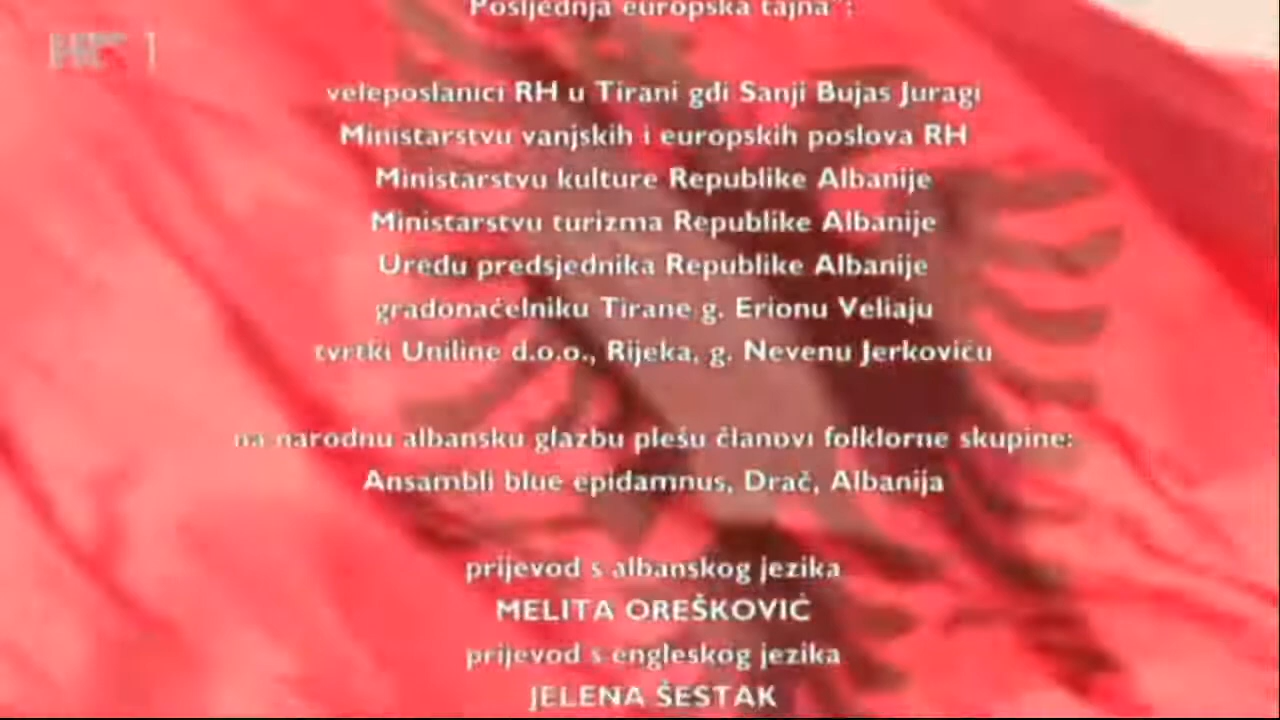 Posljednja europska tajna":
HRT 1
veleposlanici RH u Tirani gđi Sanji Bujas Juragi
Ministarstvu vanjskih i europskih poslova RH
Ministarstvu kulture Republike Albanije
Ministarstvu turizma Republike Albanije
Uredu predsjednika Republike Albanije
gradonačelniku Tirane g. Erionu Veliaju
tvrtki Uniline d.o.o., Rijeka, g. Nevenu Jerkoviću
na narodnu albansku glazbu plešu članovi folklorne skupine:
Ansambli blue epidamnus, Drač, Albanija
prijevod s albanskog jezika
MELITA OREŠKOVIĆ
prijevod s engleskog jezika
JELENA ŠESTAK